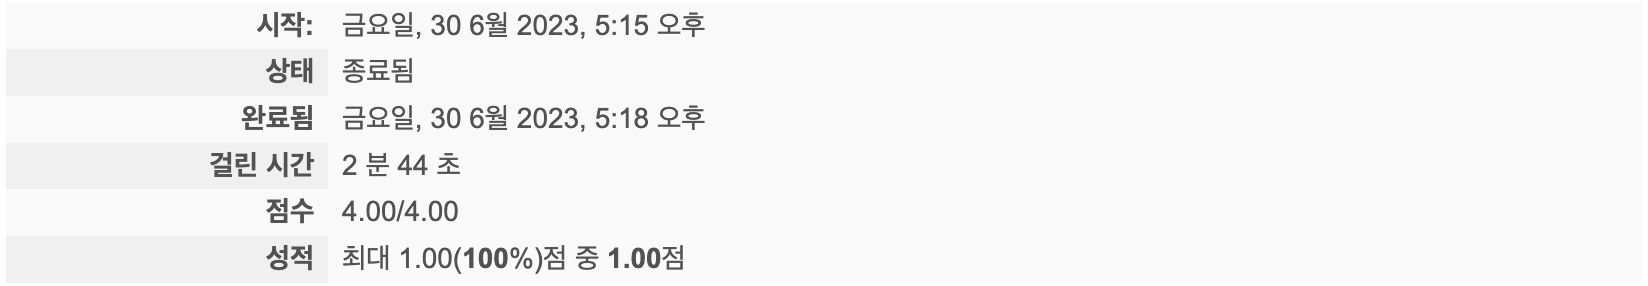 시작: 금요일, 30 6월 2023, 5:15 오후
상태 종료됨
완료됨 금요일, 30 6월 2023, 5:18 오후
걸린 시간 2 분 44 초
점수 4.00/4.00
성적 최대 1.00(100%)점 중 1.00점